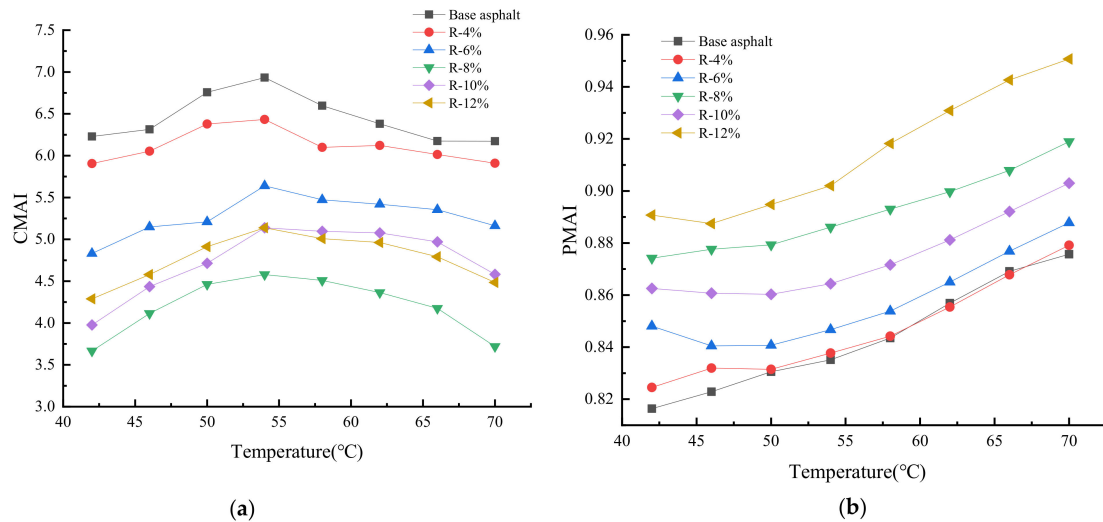 7.5
7.0
6.5
6.0
5.5
5.0
4.5
4.0
3.5
3.0
CMAI
40 45 50 55 60 65 70
Temperature(℃)
Base asphalt
R-4%
R-6%
R-8%
R-10%
R-12%
(a)
0.96
0.94
0.92
0.90
0.88
0.86
0.84
0.82
PMAI
40 45 50 55 60 65 70
Temperature(℃)
Base asphalt
R-4%
R-6%
R-8%
R-10%
R-12%
(b)